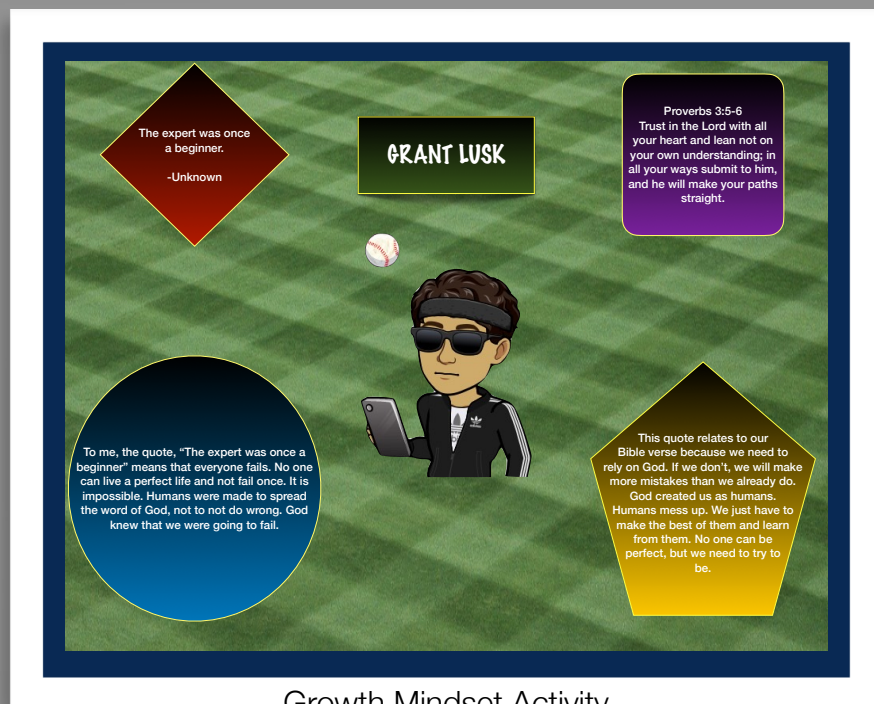 The expert was once
a beginner.
-Unknown
GRANT LUSK
Proverbs 3:5-6
Trust in the Lord with all
your heart and lean not on
your own understanding; in
all your ways submit to him,
and he will make your paths
straight.
To me, the quote, “The expert was once a
beginner” means that everyone fails. No one
can live a perfect life and not fail once. It is
impossible. Humans were made to spread
the word of God, not to not do wrong. God
knew that we were going to fail.
This quote relates to our
Bible verse because we need to
rely on God. If we don’t, we will make
more mistakes than we already do.
God created us as humans.
Humans mess up. We just have to
make the best of them and learn
from them. No one can be
perfect, but we need to try to
be.
Growth Mindset Activity